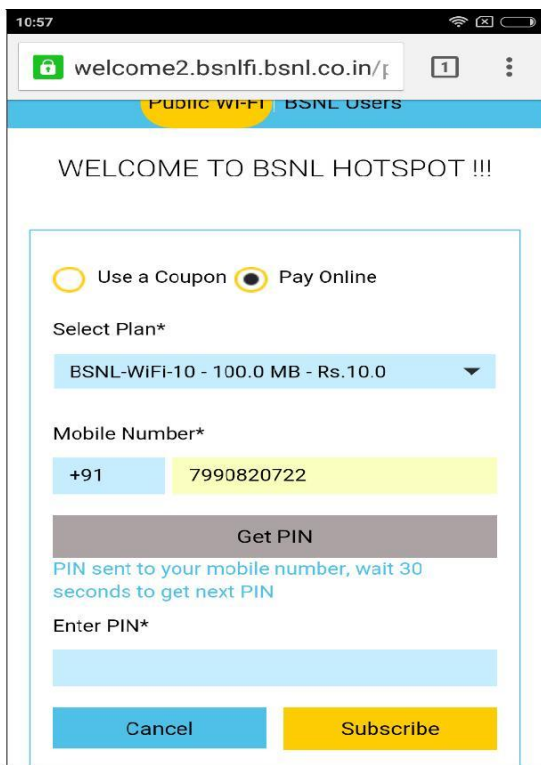 10:57
welcome2.bsnlfi.bsnl.co.in/p
1
Public Wi-Fi BSNL Users
WELCOME TO BSNL HOTSPOT !!!
Use a Coupon Pay Online
Select Plan*
BSNL-WiFi-10 - 100.0 MB - Rs.10.0
Mobile Number*
+91 7990820722
Get PIN
PIN sent to your mobile number, wait 30
seconds to get next PIN
Enter PIN*
Cancel Subscribe